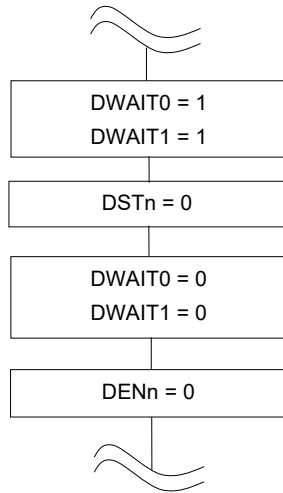 DWAIT0 = 1
DWAIT1 = 1
DSTn = 0
DWAIT0 = 0
DWAIT1 = 0
DENn = 0